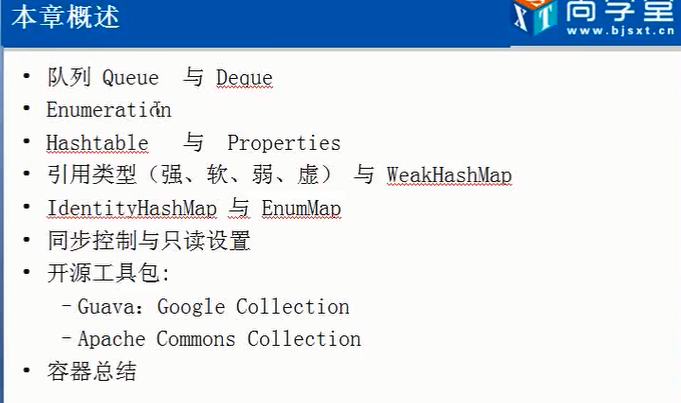 本章概述
尚学堂
www.bjsxt.cn
• 队列 Queue 与 Deque
• Enumeration
• Hashtable 与 Properties
• 引用类型（强、软、弱、虚） 与 WeakHashMap
• IdentityHashMap 与 EnumMap
• 同步控制与只读设置
• 开源工具包:
–Guava: Google Collection
–Apache Commons Collection
• 容器总结